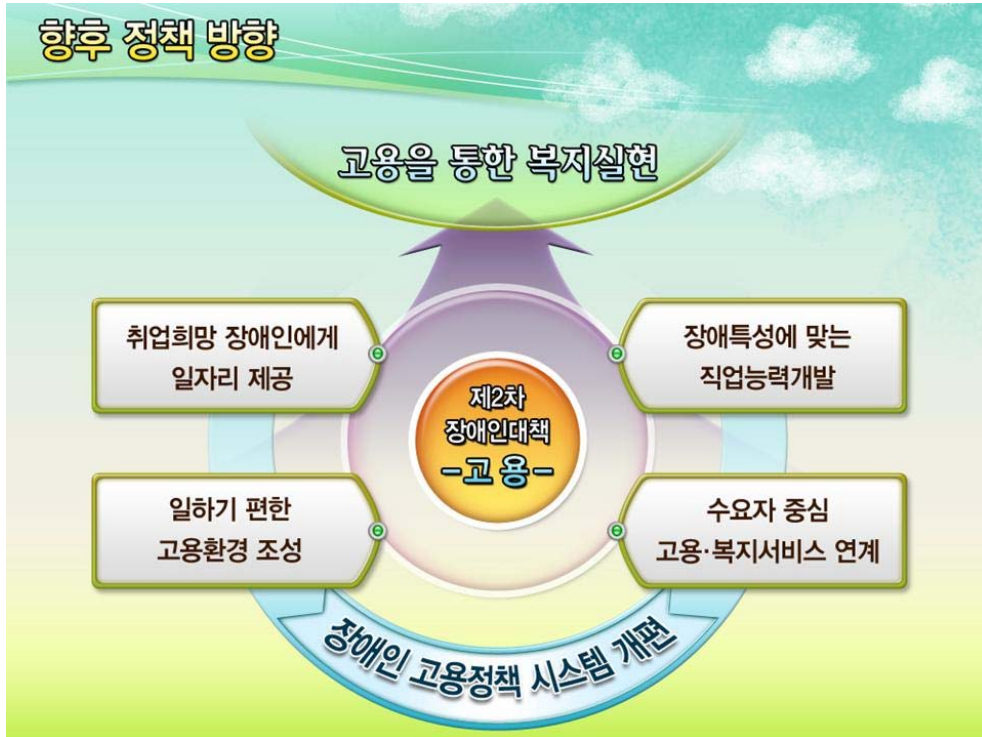 향후 정책 방향
고용을 통한 복지실현
취업희망 장애인에게
일자리 제공
장애특성에 맞는
직업능력개발
제2차
장애인대책
-고 용-
일하기 편한
고용환경 조성
수요자 중심
고용·복지서비스 연계
장애인 고용정책 시스템 개편